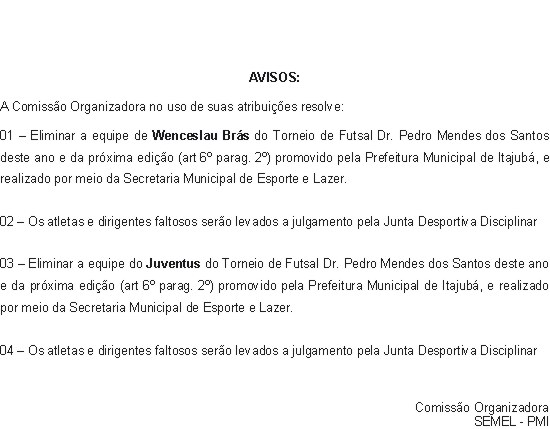 AVISOS:
A Comissão Organizadora no uso de suas atribuições resolve:
01 – Eliminar a equipe de Wenceslau Brás do Torneio de Futsal Dr. Pedro Mendes dos Santos
deste ano e da próxima edição (art 6º parag. 2º) promovido pela Prefeitura Municipal de Itajubá, e
realizado por meio da Secretaria Municipal de Esporte e Lazer.
02 – Os atletas e dirigentes faltosos serão levados a julgamento pela Junta Desportiva Disciplinar
03 – Eliminar a equipe do Juventus do Torneio de Futsal Dr. Pedro Mendes dos Santos deste ano
e da próxima edição (art 6º parag. 2º) promovido pela Prefeitura Municipal de Itajubá, e realizado
por meio da Secretaria Municipal de Esporte e Lazer.
04 – Os atletas e dirigentes faltosos serão levados a julgamento pela Junta Desportiva Disciplinar
Comissão Organizadora
SEMEL - PMI